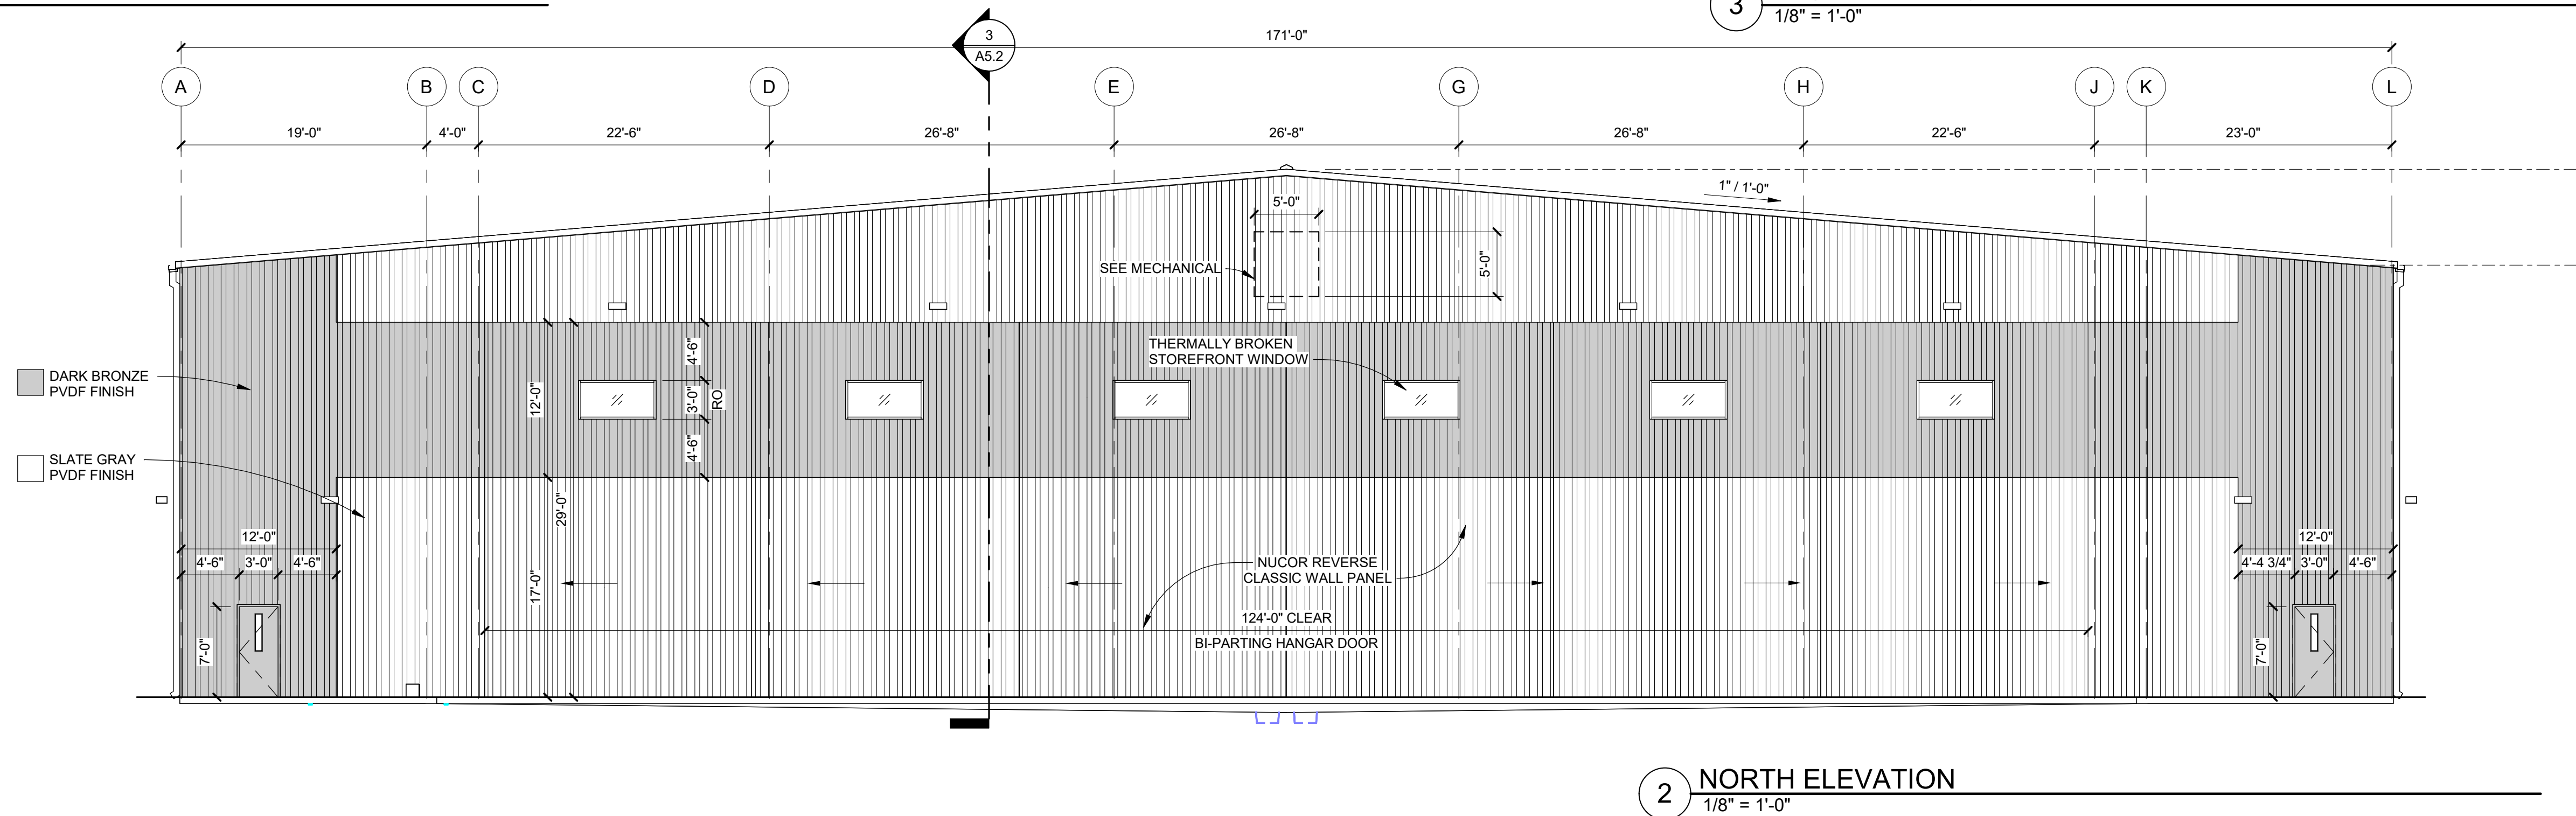 3
1/8" = 1'-0"
3
A5.2
171'-0"
A
B
C
D
E
G
H
J
K
L
19'-0"
4'-0"
22'-6"
26'-8"
26'-8"
26'-8"
22'-6"
23'-0"
1" / 1'-0"
5'-0"
5'-0"
SEE MECHANICAL
THERMALLY BROKEN
STOREFRONT WINDOW
DARK BRONZE
PVDF FINISH
SLATE GRAY
PVDF FINISH
12'-0"
4'-6"
3'-0"
RO
4'-6"
29'-0"
17'-0"
12'-0"
4'-6"
3'-0"
4'-6"
7'-0"
NUCOR REVERSE
CLASSIC WALL PANEL
124'-0" CLEAR
BI-PARTING HANGAR DOOR
12'-0"
4'-4 3/4"
3'-0"
4'-6"
7'-0"
2
NORTH ELEVATION
1/8" = 1'-0"